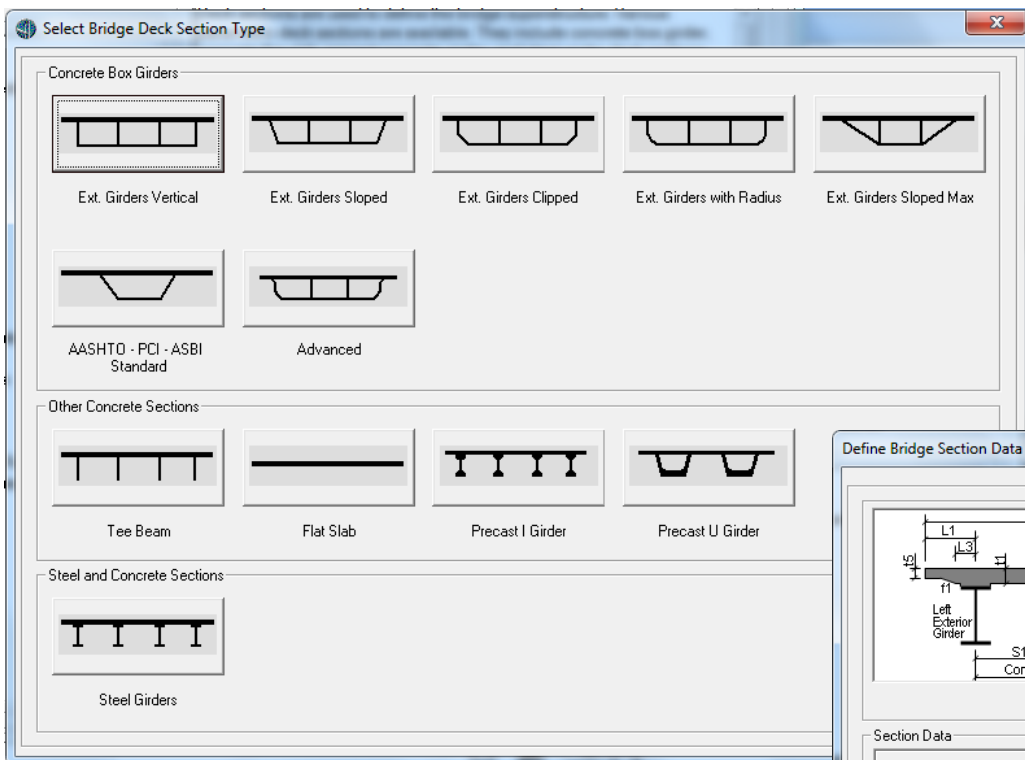 Select Bridge Deck Section Type
Concrete Box Girders
Ext. Girders Vertical
Ext. Girders Sloped
Ext. Girders Clipped
Ext. Girders with Radius
Ext. Girders Sloped Max
AASHTO - PCI - ASBI
Standard
Advanced
Other Concrete Sections
Tee Beam
Flat Slab
Precast I Girder
Precast U Girder
Steel and Concrete Sections
Steel Girders
Define Bridge Section Data
L1
L3
t5
t1
f1
Left
Exterior
Girder
S1
Section Data